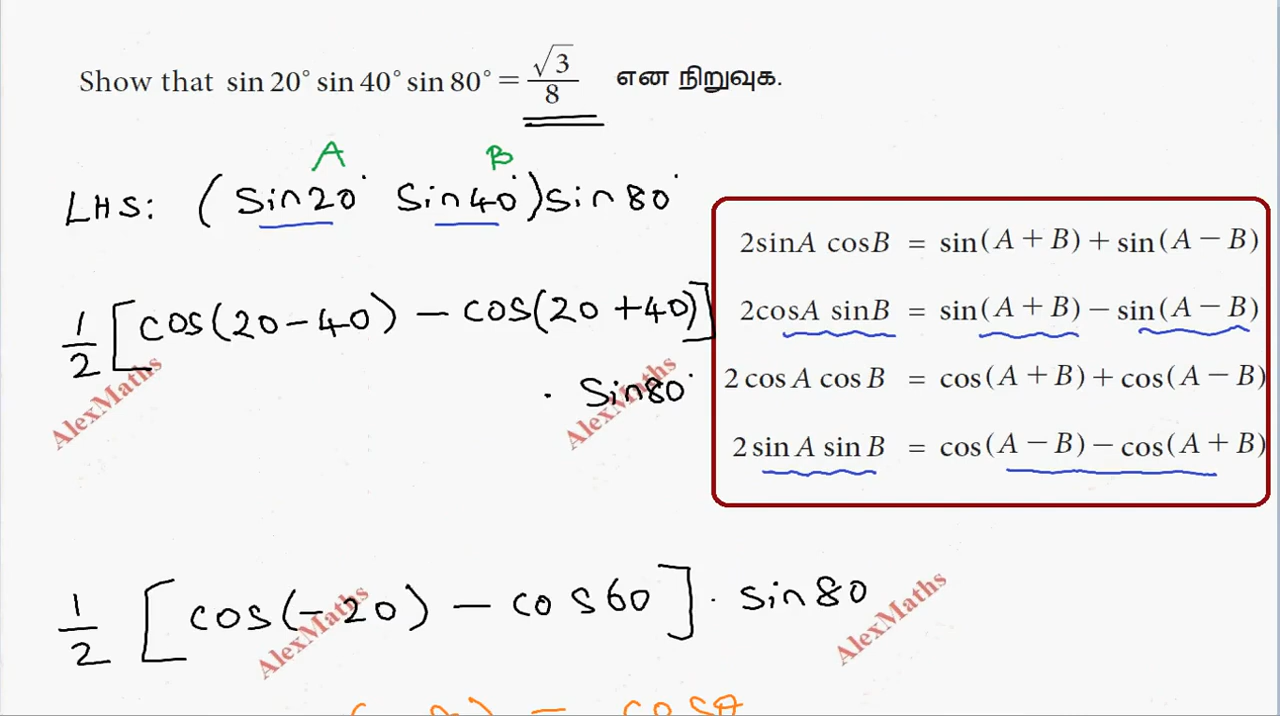 Show that sin 20° sin 40° sin 80° = √3/8 என நிறுவுக.
A B
LHS: (Sin20° Sin40°)Sin80°
1/2 [cos(20-40) - cos(20+40)]
. Sin80°
2sinA cosB = sin(A + B) + sin(A − B)
2cosA sinB = sin(A + B) − sin(A − B)
2 cos A cos B = cos(A + B) + cos(A − B)
2 sin A sin B = cos(A − B) − cos(A + B)
AlexMaths
AlexMaths
1/2 [cos(-20) - cos60] . sin80
AlexMaths
AlexMaths